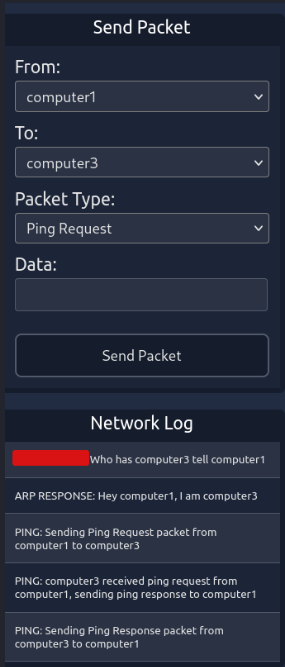 Send Packet
From:
computer1
To:
computer3
Packet Type:
Ping Request
Data:
Send Packet
Network Log
Who has computer3 tell computer1
ARP RESPONSE: Hey computer1, I am computer3
PING: Sending Ping Request packet from
computer1 to computer3
PING: computer3 received ping request from
computer1, sending ping response to computer1
PING: Sending Ping Response packet from
computer3 to computer1